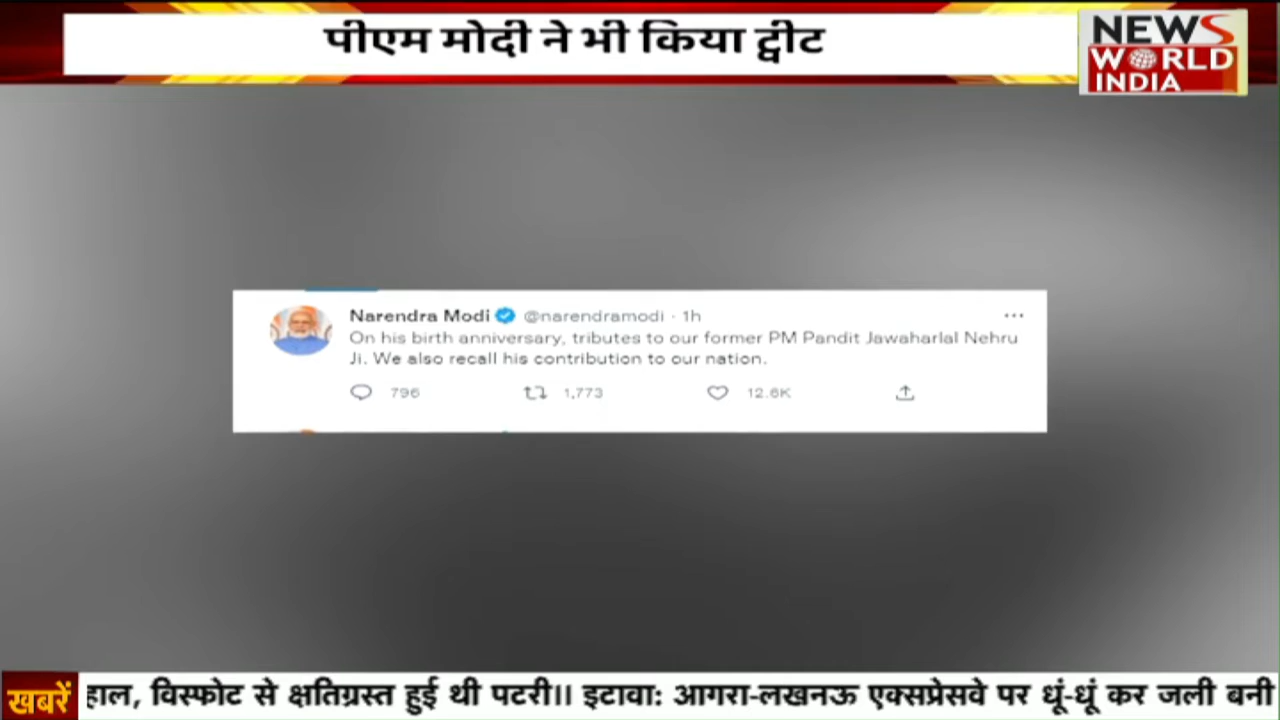 पीएम मोदी ने भी किया ट्वीट
NEWS
WORLD
INDIA
Narendra Modi @narendramodi · 1h
On his birth anniversary, tributes to our former PM Pandit Jawaharlal Nehru
Ji. We also recall his contribution to our nation.
796 1,773 12.6K
खबरें हाल, विस्फोट से क्षतिग्रस्त हुई थी पटरी।। इटावा: आगरा-लखनऊ एक्सप्रेसवे पर धूं-धूं कर जली बनी